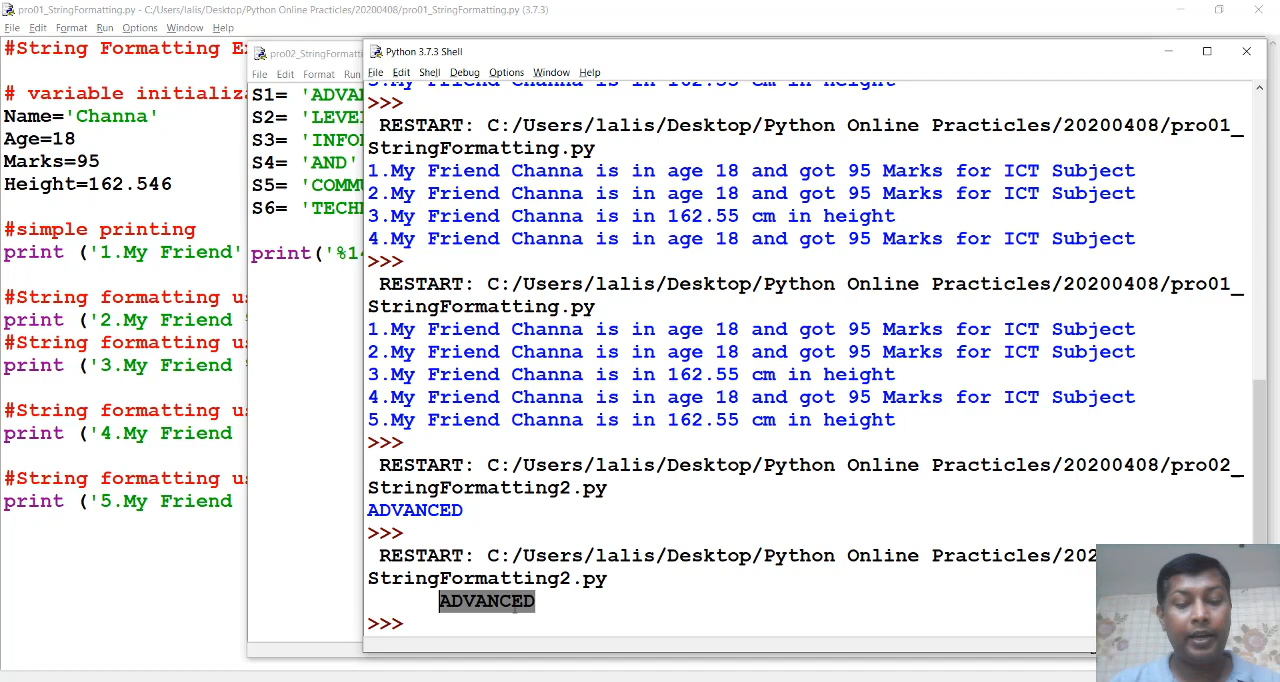 pro01_StringFormatting.py - C:/Users/lalis/Desktop/Python Online Practicles/20200408/pro01_StringFormatting.py (3.7.3)
File Edit Format Run Options Window Help
#String Formatting
# variable
Name='Channa'
Age=18
Marks=95
Height=162.546
#simple printing
print ('1.My Friend'
#String formatting
print ('2.My Friend
#String formatting
print ('3.My Friend
#String formatting
print ('4.My Friend
#String formatting
print ('5.My Friend
File Edit Format Run
S1= 
S2= 
S3= 
S4= 'AND'
S5= 
S6= 
print('%1
Python 3.7.3 Shell
File Edit Shell Debug Options Window Help
3.My Friend Channa is in 162.55 cm in height
>>>
RESTART: C:/Users/lalis/Desktop/Python Online Practicles/20200408/pro01_
StringFormatting.py
1.My Friend Channa is in age 18 and got 95 Marks for ICT Subject
2.My Friend Channa is in age 18 and got 95 Marks for ICT Subject
3.My Friend Channa is in 162.55 cm in height
4.My Friend Channa is in age 18 and got 95 Marks for ICT Subject
>>>
RESTART: C:/Users/lalis/Desktop/Python Online Practicles/20200408/pro01_
StringFormatting.py
1.My Friend Channa is in age 18 and got 95 Marks for ICT Subject
2.My Friend Channa is in age 18 and got 95 Marks for ICT Subject
3.My Friend Channa is in 162.55 cm in height
4.My Friend Channa is in age 18 and got 95 Marks for ICT Subject
5.My Friend Channa is in 162.55 cm in height
>>>
RESTART: C:/Users/lalis/Desktop/Python Online Practicles/20200408/pro02_
StringFormatting2.py
ADVANCED
>>>
RESTART: C:/Users/lalis/Desktop/Python Online Practicles/202
StringFormatting2.py
ADVANCED
>>>